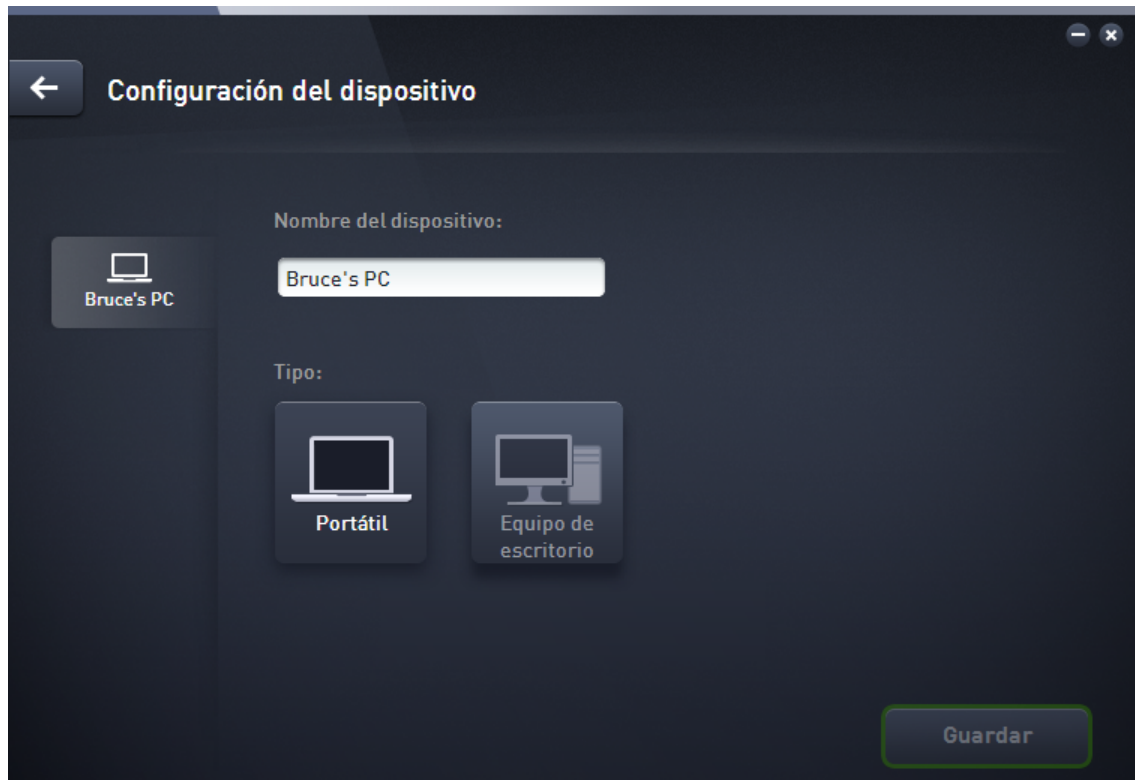 Configuración del dispositivo
Bruce's PC
Nombre del dispositivo:
Bruce's PC
Tipo:
Portátil
Equipo de
escritorio
Guardar